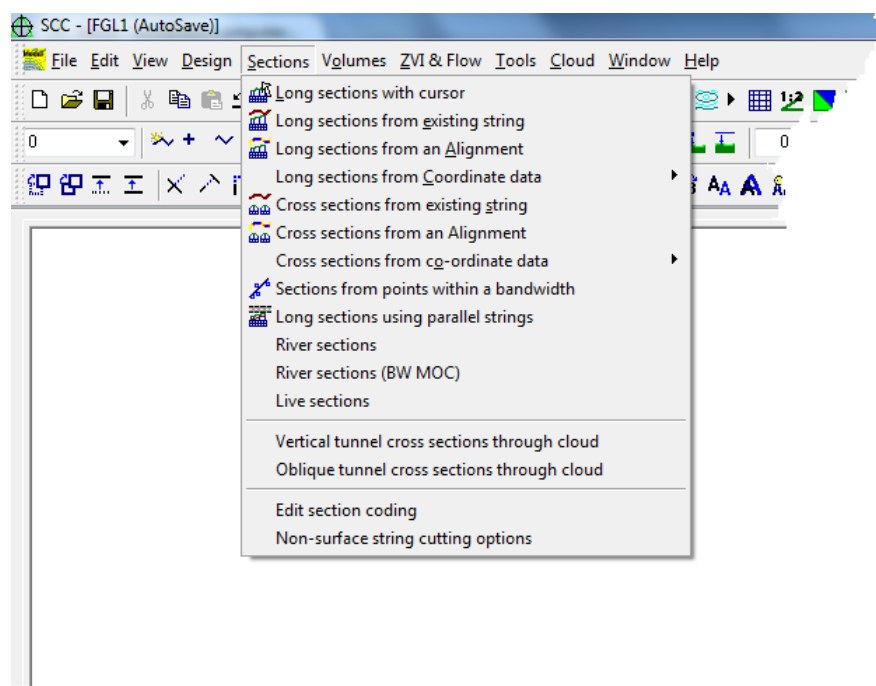 SCC - [FGL1 (AutoSave)]
File Edit View Design Sections Volumes ZVI & Flow Tools Cloud Window Help
1:2
0
0
Long sections with cursor
Long sections from existing string
Long sections from an Alignment
Long sections from Coordinate data
Cross sections from existing string
Cross sections from an Alignment
Cross sections from co-ordinate data
Sections from points within a bandwidth
Long sections using parallel strings
River sections
River sections (BW MOC)
Live sections
Vertical tunnel cross sections through cloud
Oblique tunnel cross sections through cloud
Edit section coding
Non-surface string cutting options